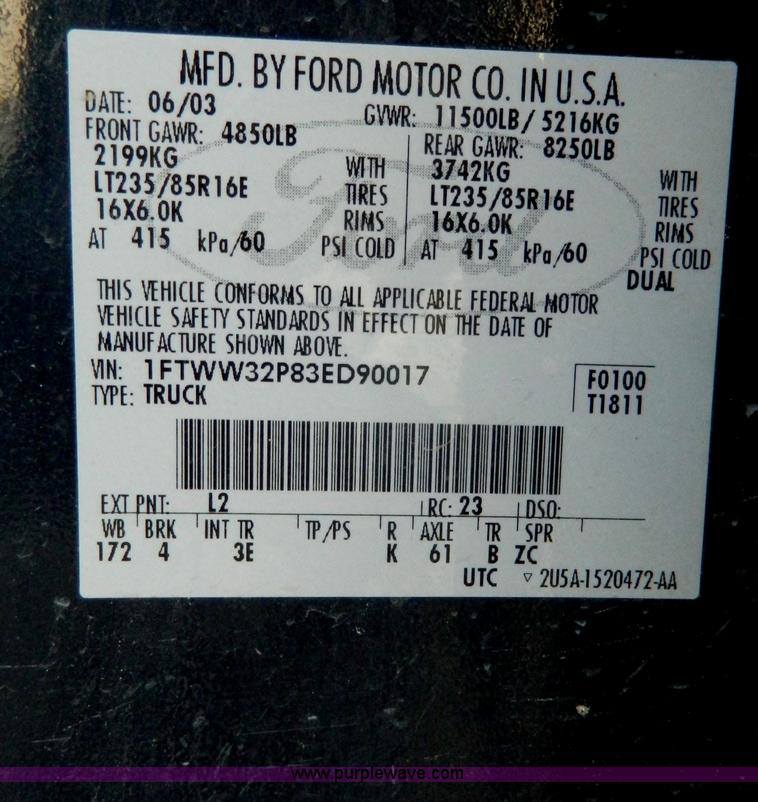 MFD. BY FORD MOTOR CO. IN U.S.A.
DATE: 06/03 GVWR: 11500LB/ 5216KG
FRONT GAWR: 4850LB REAR GAWR: 8250LB
2199KG WITH 3742KG WITH
LT235/85R16E TIRES LT235/85R16E TIRES
16X6.0K RIMS 16X6.0K RIMS
AT 415 kPa/60 PSI COLD AT 415 kPa/60 PSI COLD
DUAL
Ford
THIS VEHICLE CONFORMS TO ALL APPLICABLE FEDERAL MOTOR
VEHICLE SAFETY STANDARDS IN EFFECT ON THE DATE OF
MANUFACTURE SHOWN ABOVE.
VIN: 1FTWW32P83ED90017 F0100
TYPE: TRUCK T1811
EXT PNT: L2 RC: 23 DSO:
WB BRK INT TR TP/PS R AXLE TR SPR
172 4 3E K 61 B ZC
UTC ▽ 2U5A-1520472-AA
www.purplewave.com